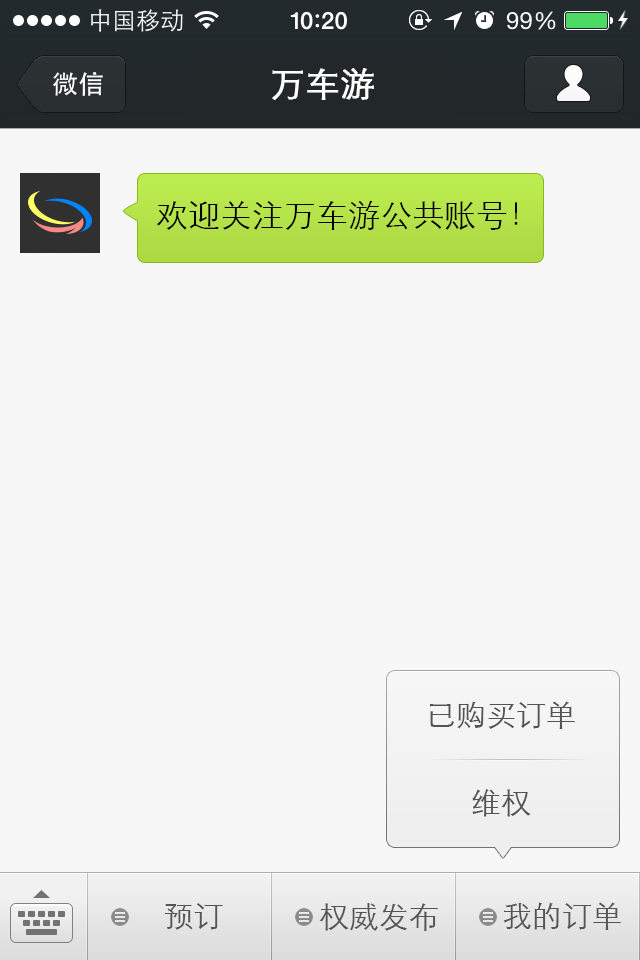 中国移动 10:20 99%
微信 万车游
欢迎关注万车游公共账号!
已购买订单
维权
预订 权威发布 我的订单